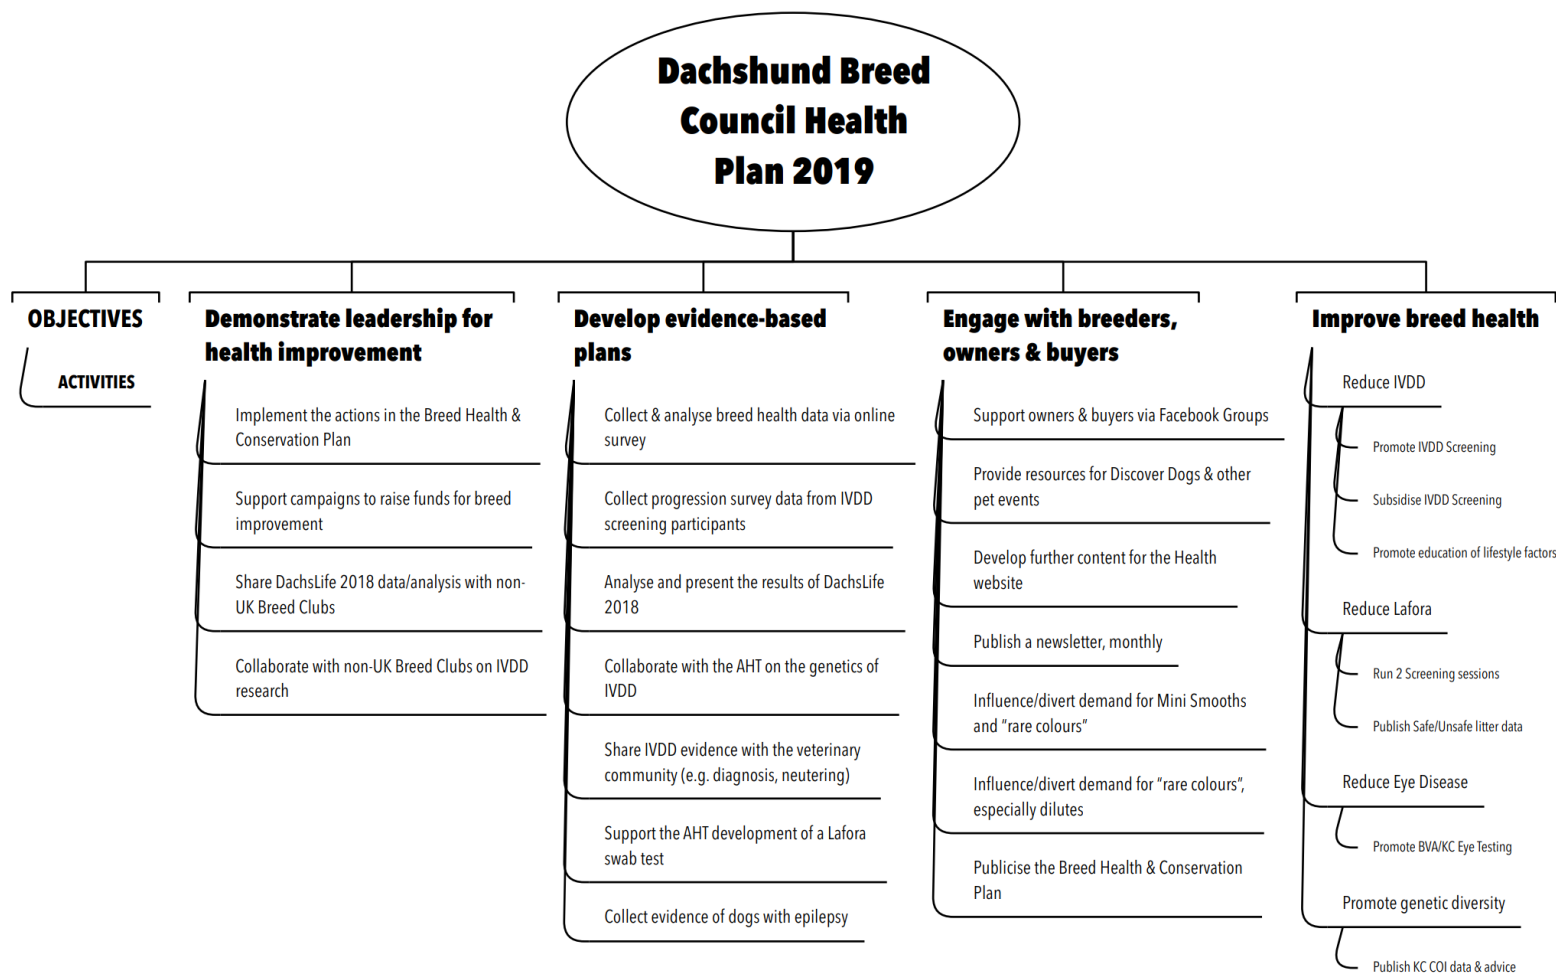 Dachshund Breed
Council Health
Plan 2019
OBJECTIVES
ACTIVITIES
Demonstrate leadership for
health improvement
Implement the actions in the Breed Health &
Conservation Plan
Support campaigns to raise funds for breed
improvement
Share DachsLife 2018 data/analysis with non-
UK Breed Clubs
Collaborate with non-UK Breed Clubs on IVDD
research
Develop evidence-based
plans
Collect & analyse breed health data via online
survey
Collect progression survey data from IVDD
screening participants
Analyse and present the results of DachsLife
2018
Collaborate with the AHT on the genetics of
IVDD
Share IVDD evidence with the veterinary
community (e.g. diagnosis, neutering)
Support the AHT development of a Lafora
swab test
Collect evidence of dogs with epilepsy
Engage with breeders,
owners & buyers
Support owners & buyers via Facebook Groups
Provide resources for Discover Dogs & other
pet events
Develop further content for the Health
website
Publish a newsletter, monthly
Influence/divert demand for Mini Smooths
and “rare colours”
Influence/divert demand for “rare colours”,
especially dilutes
Publicise the Breed Health & Conservation
Plan
Improve breed health
Reduce IVDD
Promote IVDD Screening
Subsidise IVDD Screening
Promote education of lifestyle factors
Reduce Lafora
Run 2 Screening sessions
Publish Safe/Unsafe litter data
Reduce Eye Disease
Promote BVA/KC Eye Testing
Promote genetic diversity
Publish KC COI data & advice